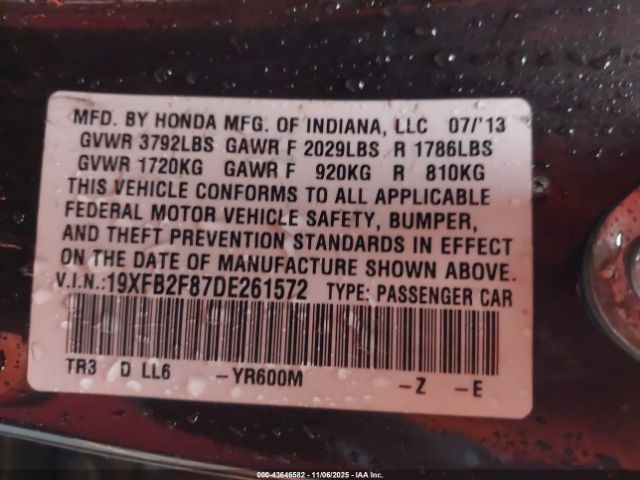 MFD. BY HONDA MFG. OF INDIANA, LLC 07/'13
GVWR 3792LBS GAWR F 2029LBS R 1786LBS
GVWR 1720KG GAWR F 920KG R 810KG
THIS VEHICLE CONFORMS TO ALL APPLICABLE
FEDERAL MOTOR VEHICLE SAFETY, BUMPER,
AND THEFT PREVENTION STANDARDS IN EFFECT
ON THE DATE OF MANUFACTURE SHOWN ABOVE.
V.I.N.:19XFB2F87DE261572 TYPE: PASSENGER CAR
TR3 D LL6 -YR600M -Z -E
000-43646582 - 11/06/2025 - IAA Inc.